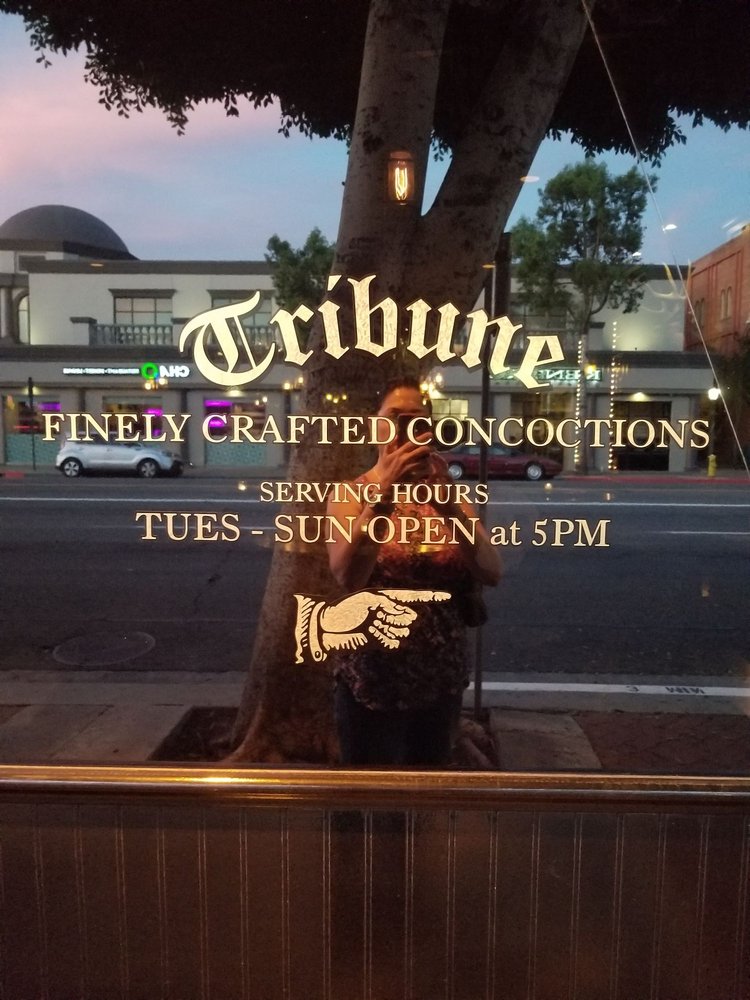 Tribune
FINELY CRAFTED CONCOCTIONS
SERVING HOURS
TUES - SUN OPEN at 5PM